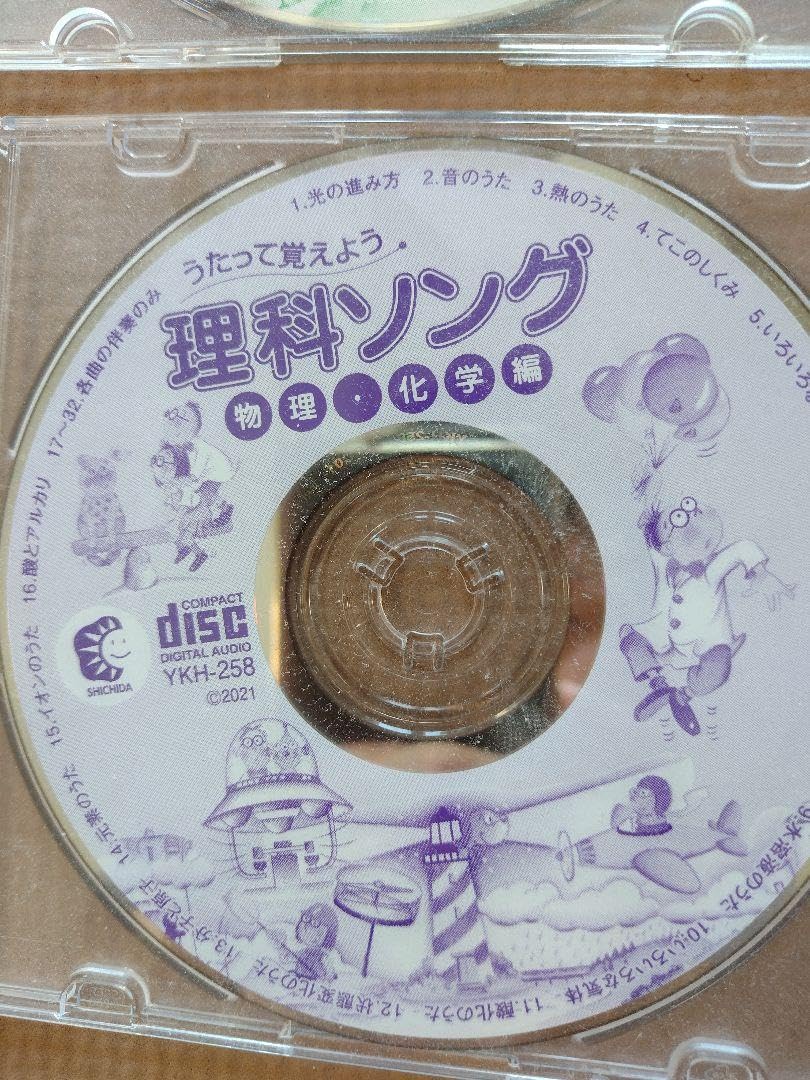 うたって覚えよう
理科ソング
物理・化学編
1.光の進み方
2.音のうた
3.熱のうた
4.てこのしくみ
5.いろいろな
9.水溶液のうた
10.いろいろな気体
11.酸化のうた
12.状態変化のうた
13.分子と原子
14.元素のうた
15.イオンのうた
16.酸とアルカリ
17〜32.各曲の伴奏のみ
SHICHIDA
COMPACT
disc
DIGITAL AUDIO
YKH-258
©2021